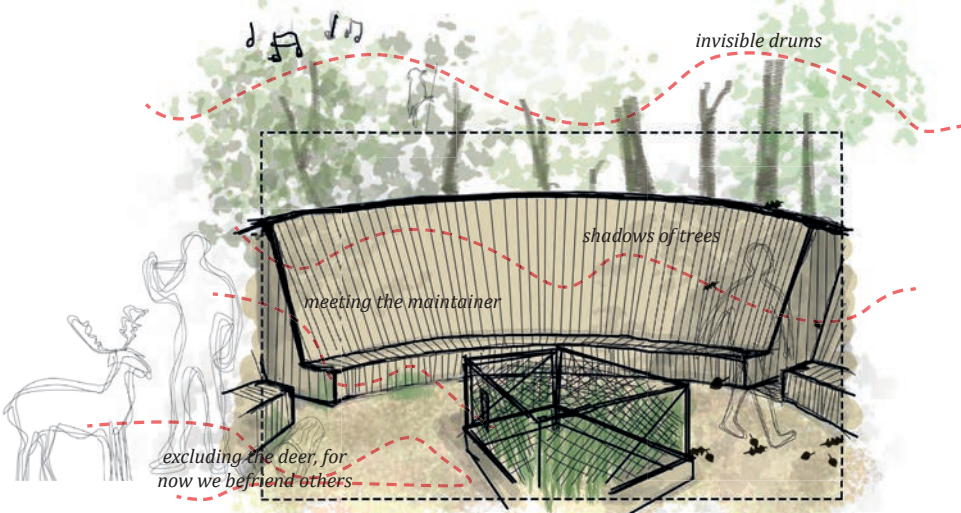 invisible drums
shadows of trees
meeting the maintainer
excluding the deer, for
now we befriend others